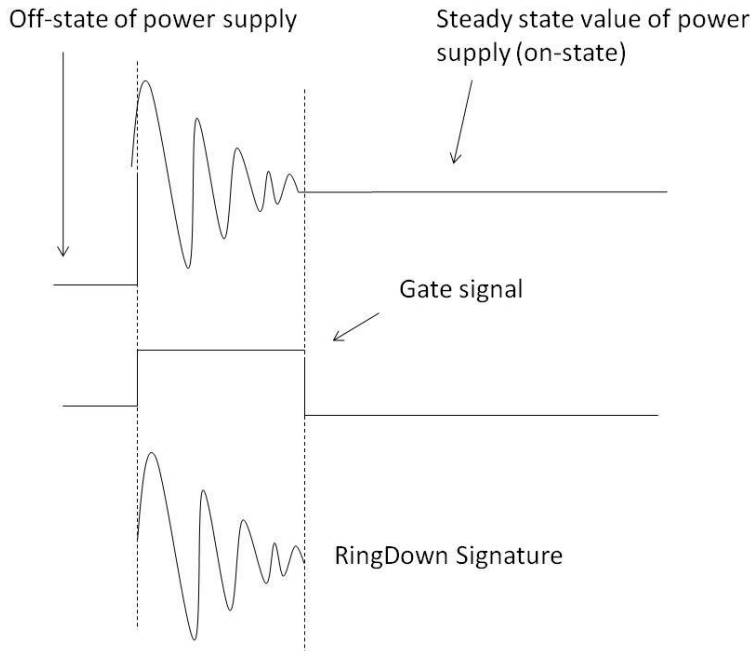 Off-state of power supply
Steady state value of power
supply (on-state)
Gate signal
RingDown Signature